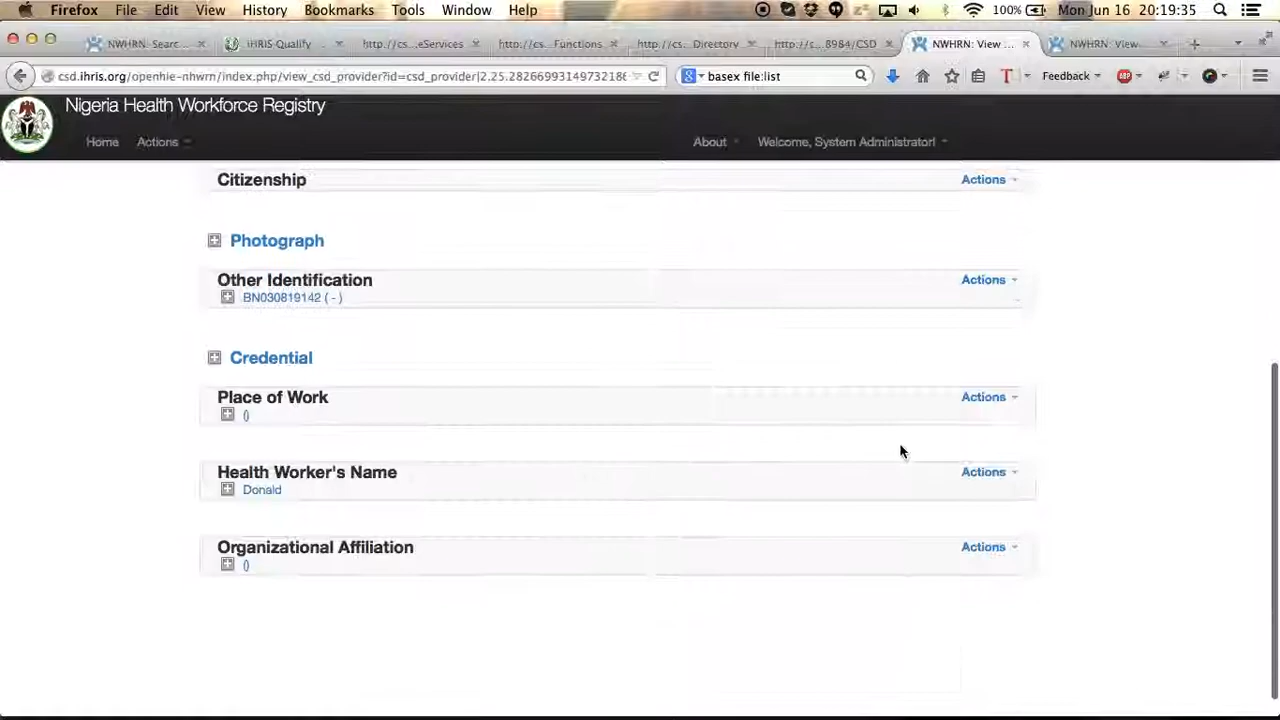 Firefox File Edit View History Bookmarks Tools Window Help 100% Mon Jun 16 20:19:35
NWHRN: Searc... iHRIS Qualify http://cs...eServices http://cs... Functions http://cs... Directory http://c...8984/CSD NWHRN: View ... NWHRN: View
csd.ihris.org/openhie-nhwrn/index.php/view_csd_provider?id=csd_provider|2.25.2826699314973218 basex file:list Feedback ABP
Nigeria Health Workforce Registry
Home Actions About Welcome, System Administrator!
Citizenship Actions
Photograph
Other Identification Actions
BN030819142 ( - )
Credential
Place of Work Actions
()
Health Worker's Name Actions
Donald
Organizational Affiliation Actions
()